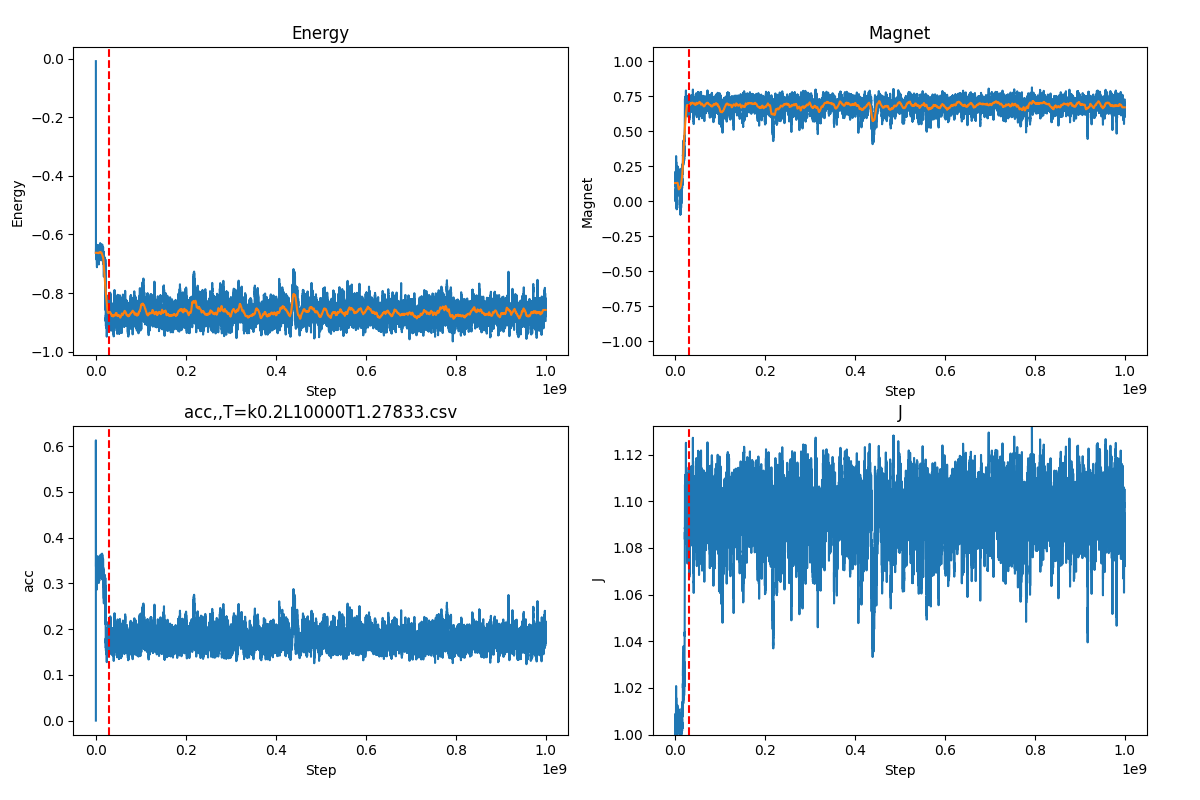 Energy
Energy
0.0
−0.2
−0.4
−0.6
−0.8
−1.0
0.0 0.2 0.4 0.6 0.8 1.0
1e9
Step
Magnet
Magnet
1.00
0.75
0.50
0.25
0.00
−0.25
−0.50
−0.75
−1.00
0.0 0.2 0.4 0.6 0.8 1.0
1e9
Step
acc,,T=k0.2L10000T1.27833.csv
acc
0.6
0.5
0.4
0.3
0.2
0.1
0.0
0.0 0.2 0.4 0.6 0.8 1.0
1e9
Step
J
J
1.12
1.10
1.08
1.06
1.04
1.02
1.00
0.0 0.2 0.4 0.6 0.8 1.0
1e9
Step